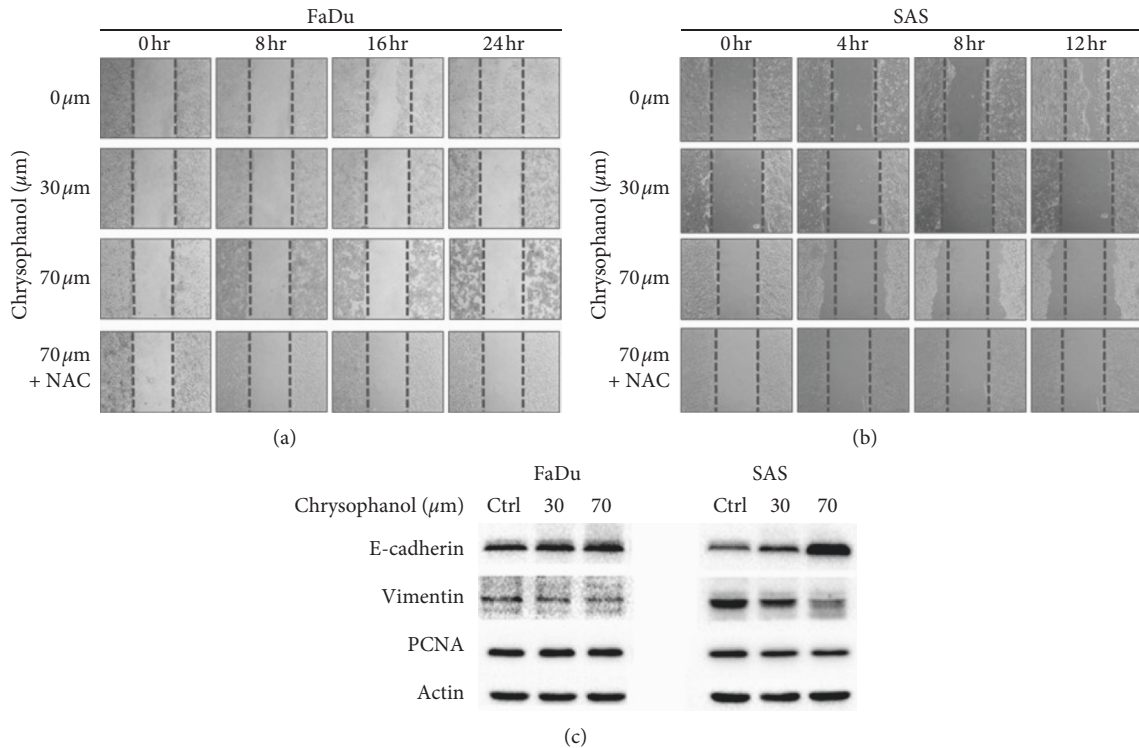 FaDu
0 hr 8 hr 16 hr 24 hr
Chrysophanol (μm)
0 μm
30 μm
70 μm
70 μm
+ NAC
(a)
SAS
0 hr 4 hr 8 hr 12 hr
Chrysophanol (μm)
0 μm
30 μm
70 μm
70 μm
+ NAC
(b)
FaDu SAS
Chrysophanol (μm) Ctrl 30 70 Ctrl 30 70
E-cadherin
Vimentin
PCNA
Actin
(c)